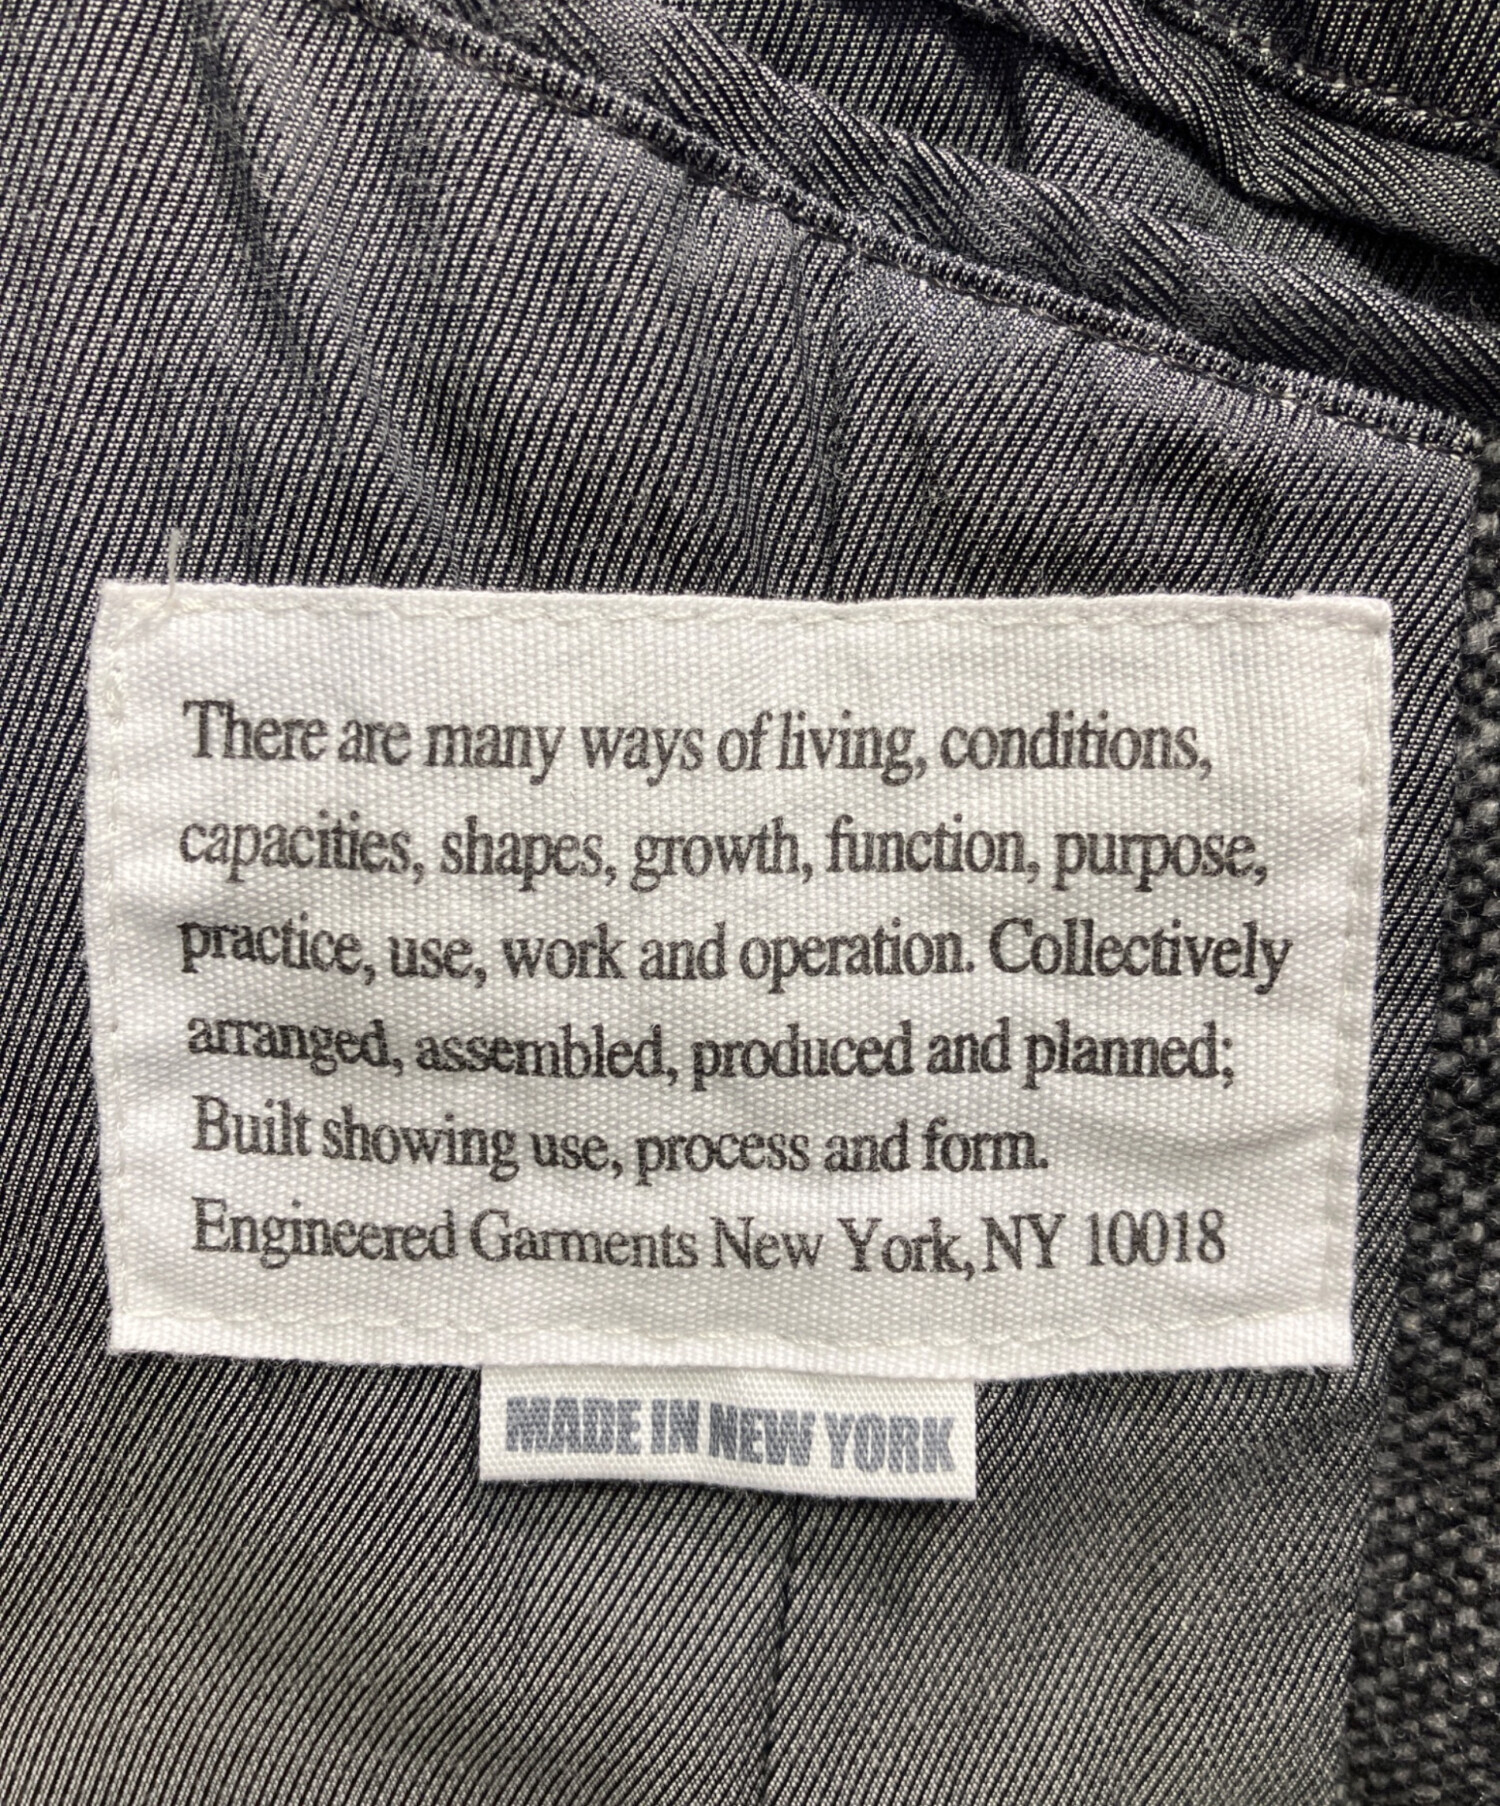 There are many ways of living, conditions,
capacities, shapes, growth, function, purpose,
practice, use, work and operation. Collectively
arranged, assembled, produced and planned;
Built showing use, process and form.
Engineered Garments New York, NY 10018
MADE IN NEW YORK